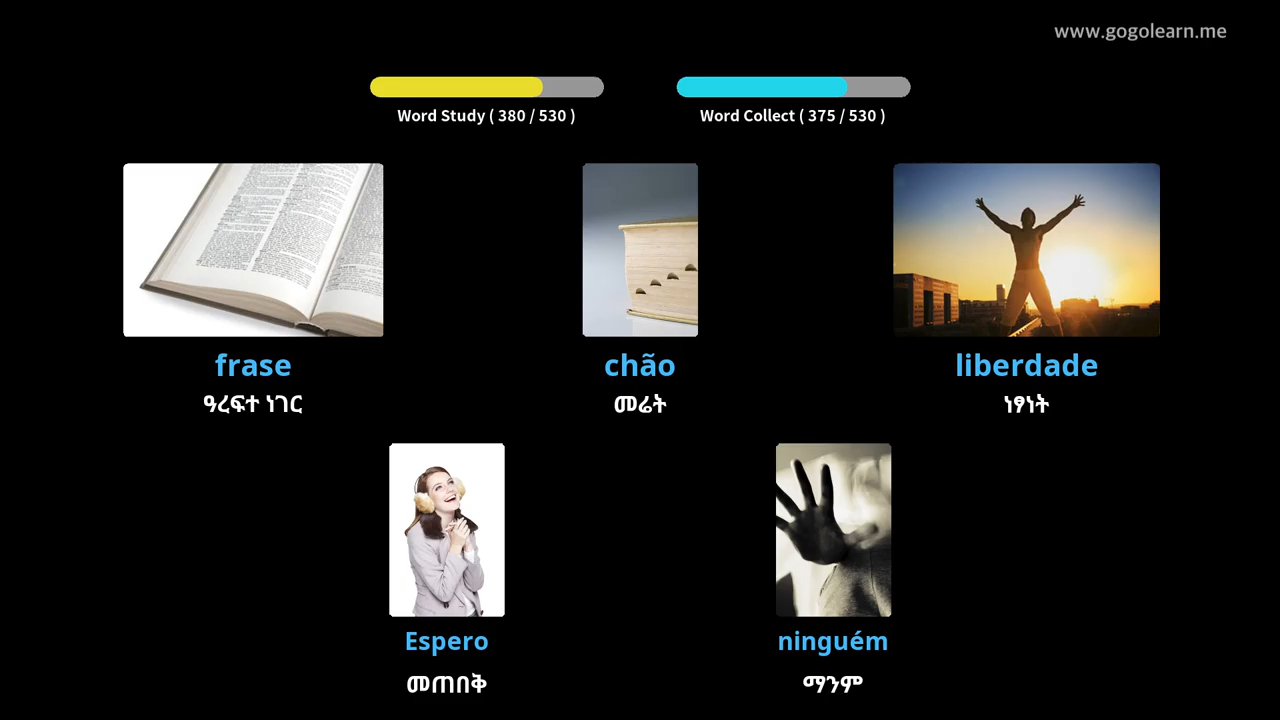 www.gogolearn.me
Word Study ( 380 / 530 )
Word Collect ( 375 / 530 )
frase
ዓረፍተ ነገር
chão
መሬት
liberdade
ነፃነት
Espero
መጠበቅ
ninguém
ማንም